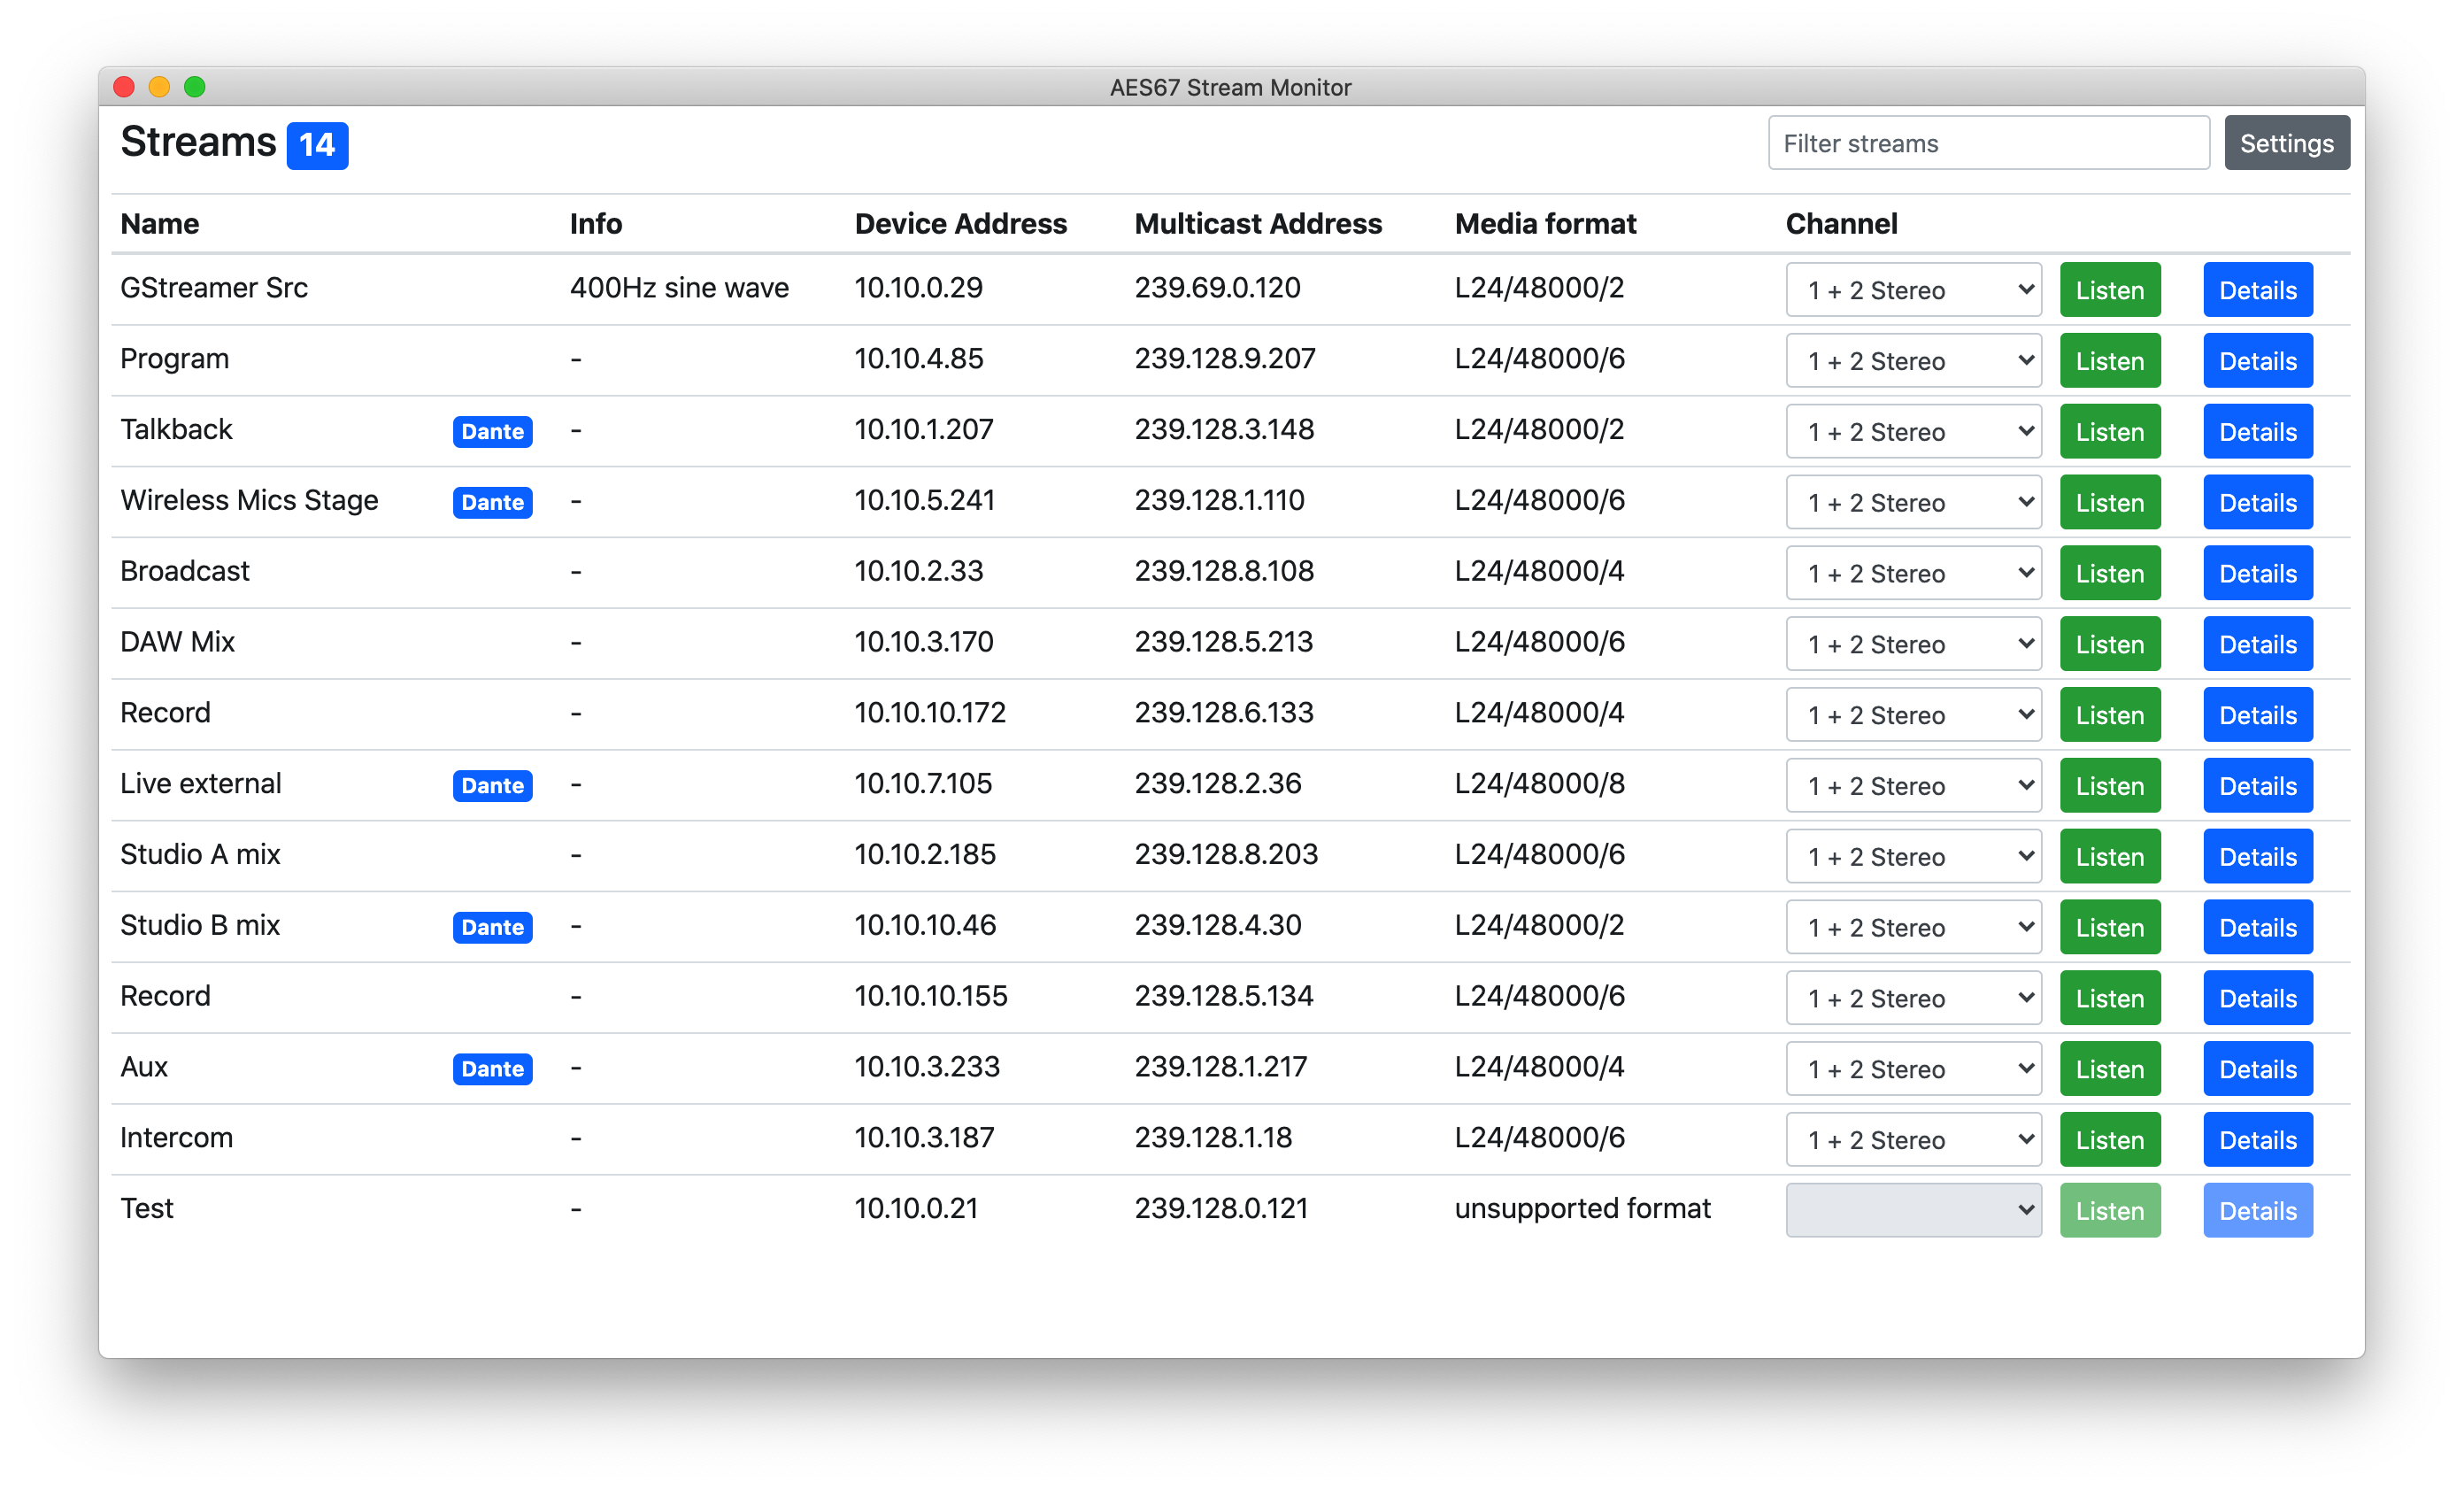 AES67 Stream Monitor
Streams 14 Filter streams Settings
Name Info Device Address Multicast Address Media format Channel
GStreamer Src 400Hz sine wave 10.10.0.29 239.69.0.120 L24/48000/2 1 + 2 Stereo Listen Details
Program - 10.10.4.85 239.128.9.207 L24/48000/6 1 + 2 Stereo Listen Details
Talkback Dante - 10.10.1.207 239.128.3.148 L24/48000/2 1 + 2 Stereo Listen Details
Wireless Mics Stage Dante - 10.10.5.241 239.128.1.110 L24/48000/6 1 + 2 Stereo Listen Details
Broadcast - 10.10.2.33 239.128.8.108 L24/48000/4 1 + 2 Stereo Listen Details
DAW Mix - 10.10.3.170 239.128.5.213 L24/48000/6 1 + 2 Stereo Listen Details
Record - 10.10.10.172 239.128.6.133 L24/48000/4 1 + 2 Stereo Listen Details
Live external Dante - 10.10.7.105 239.128.2.36 L24/48000/8 1 + 2 Stereo Listen Details
Studio A mix - 10.10.2.185 239.128.8.203 L24/48000/6 1 + 2 Stereo Listen Details
Studio B mix Dante - 10.10.10.46 239.128.4.30 L24/48000/2 1 + 2 Stereo Listen Details
Record - 10.10.10.155 239.128.5.134 L24/48000/6 1 + 2 Stereo Listen Details
Aux Dante - 10.10.3.233 239.128.1.217 L24/48000/4 1 + 2 Stereo Listen Details
Intercom - 10.10.3.187 239.128.1.18 L24/48000/6 1 + 2 Stereo Listen Details
Test - 10.10.0.21 239.128.0.121 unsupported format Listen Details